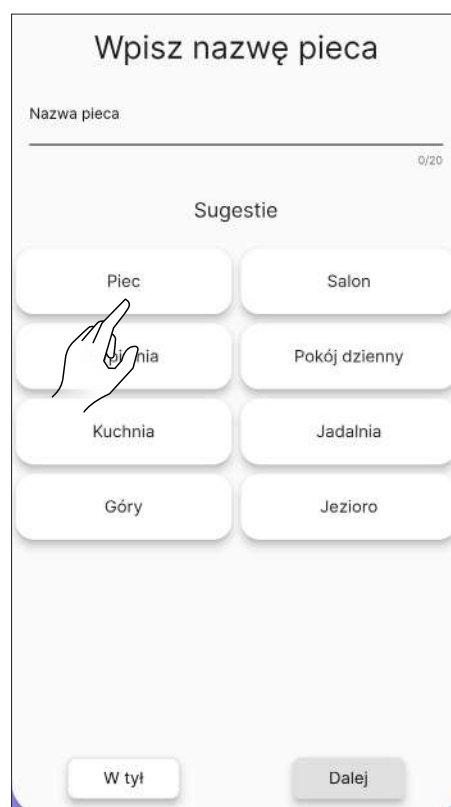 Wpisz nazwę pieca
Nazwa pieca
0/20
Sugestie
Piec Salon
Pokój dzienny
Kuchnia Jadalnia
Góry Jezioro
W tył Dalej